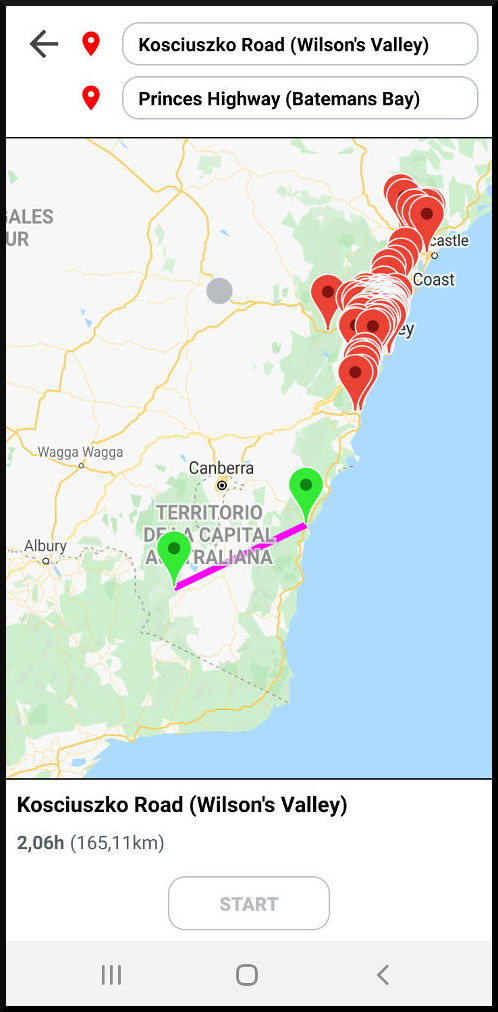 Kosciuszko Road (Wilson's Valley)
Princes Highway (Batemans Bay)
GALES
UR
castle
Coast
ey
Wagga Wagga
Canberra
TERRITORIO
DE LA CAPITAL
AUSTRALIANA
Albury
Kosciuszko Road (Wilson's Valley)
2,06h (165,11km)
START